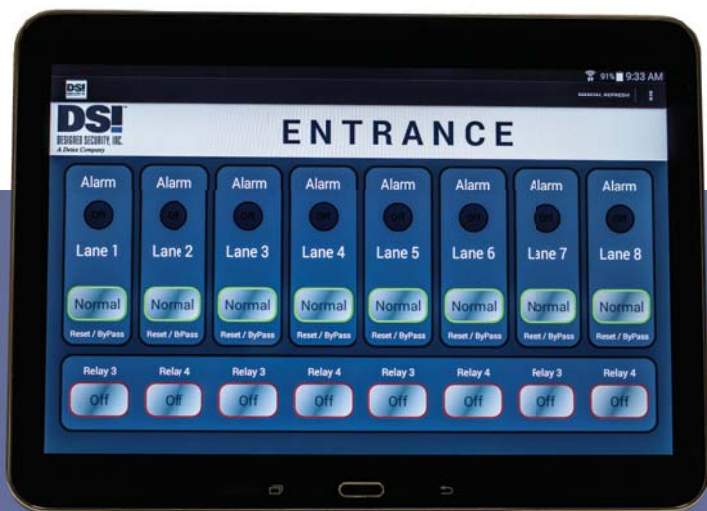 91% 9:33 AM
DSI
MANUAL REFRESH
DSI
DESIGNED SECURITY, INC.
A Detex Company
ENTRANCE
Alarm Alarm Alarm Alarm Alarm Alarm Alarm Alarm
Off Off Off Off Off Off Off Off
Lane 1 Lane 2 Lane 3 Lane 4 Lane 5 Lane 6 Lane 7 Lane 8
Normal Normal Normal Normal Normal Normal Normal Normal
Reset / ByPass Reset / ByPass Reset / ByPass Reset / ByPass Reset / ByPass Reset / ByPass Reset / ByPass Reset / ByPass
Relay 3 Relay 4 Relay 3 Relay 4 Relay 3 Relay 4 Relay 3 Relay 4
Off Off Off Off Off Off Off Off